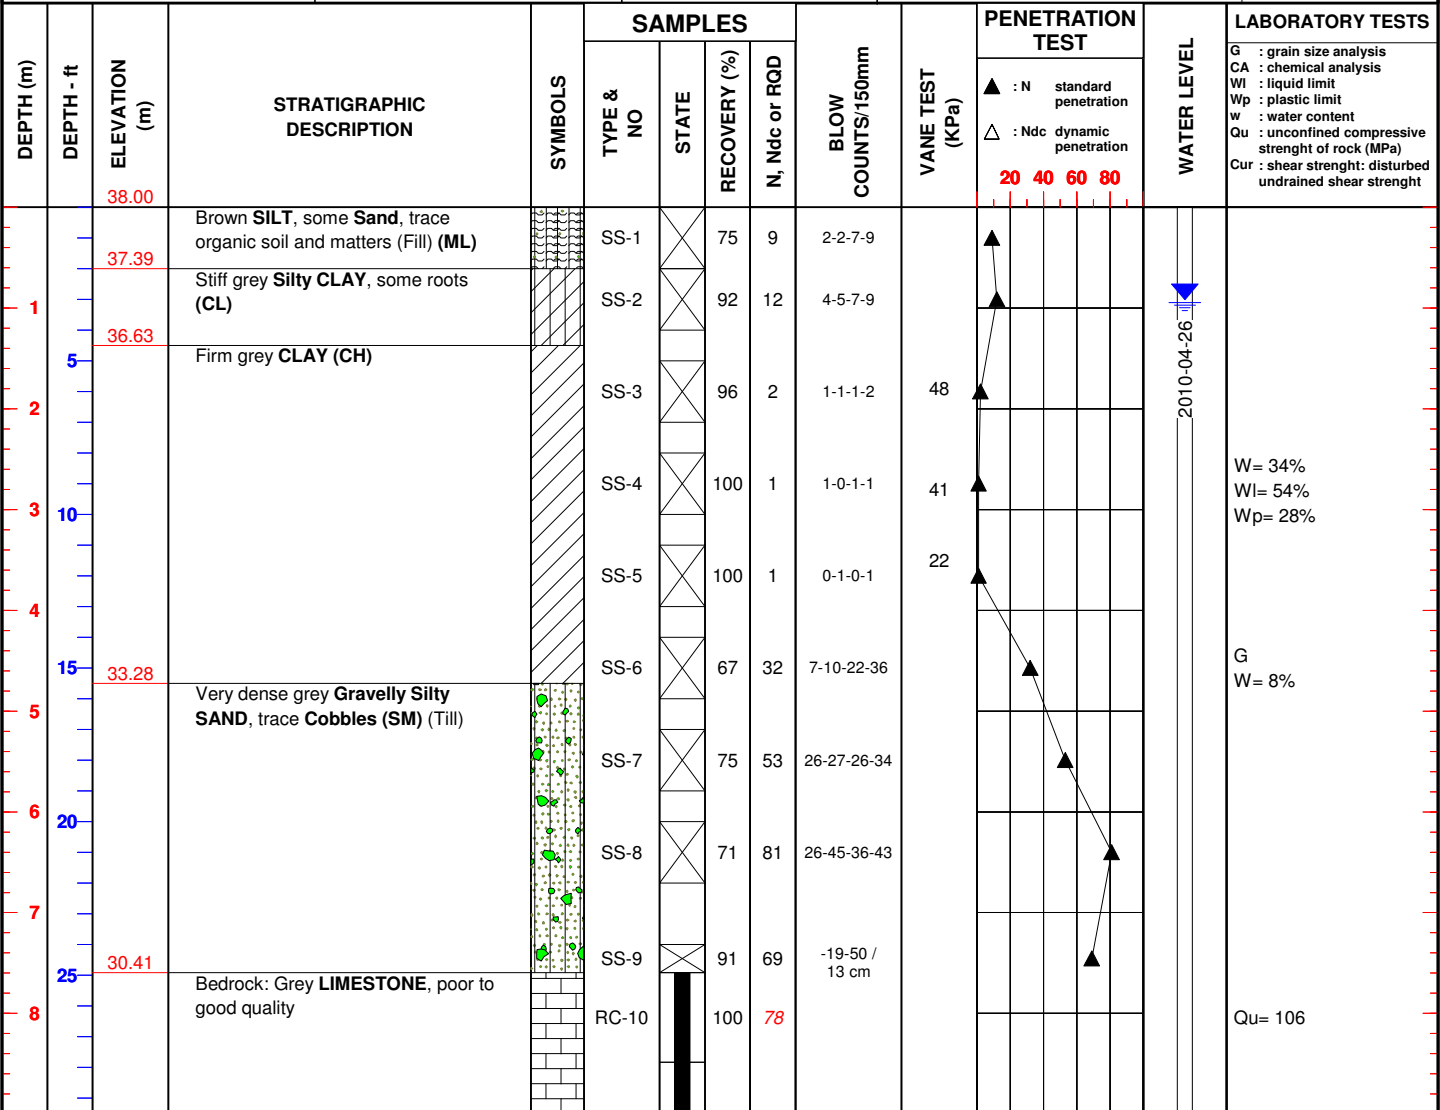 SAMPLES
PENETRATION
TEST
LABORATORY TESTS
DEPTH (m)
DEPTH - ft
ELEVATION
(m)
STRATIGRAPHIC
DESCRIPTION
SYMBOLS
TYPE &
NO
STATE
RECOVERY (%)
N, Ndc or RQD
BLOW
COUNTS/150mm
VANE TEST
(KPa)
▲ : N standard
penetration
△ : Ndc dynamic
penetration
20 40 60 80
WATER LEVEL
G : grain size analysis
CA : chemical analysis
Wl : liquid limit
Wp : plastic limit
w : water content
Qu : unconfined compressive
strenght of rock (MPa)
Cur : shear strenght: disturbed
undrained shear strenght
38.00
Brown SILT, some Sand, trace
organic soil and matters (Fill) (ML)
SS-1 75 9 2-2-7-9
37.39
Stiff grey Silty CLAY, some roots
(CL)
SS-2 92 12 4-5-7-9
1
36.63
Firm grey CLAY (CH)
5
2010-04-26
SS-3 96 2 1-1-1-2 48
2
W= 34%
Wl= 54%
Wp= 28%
SS-4 100 1 1-0-1-1 41
3
10
22
SS-5 100 1 0-1-0-1
4
G
W= 8%
15
SS-6 67 32 7-10-22-36
33.28
Very dense grey Gravelly Silty
SAND, trace Cobbles (SM) (Till)
5
SS-7 75 53 26-27-26-34
6
20
SS-8 71 81 26-45-36-43
7
SS-9 91 69 -19-50 /
13 cm
30.41
25
Bedrock: Grey LIMESTONE, poor to
good quality
8
RC-10 100 78
Qu= 106